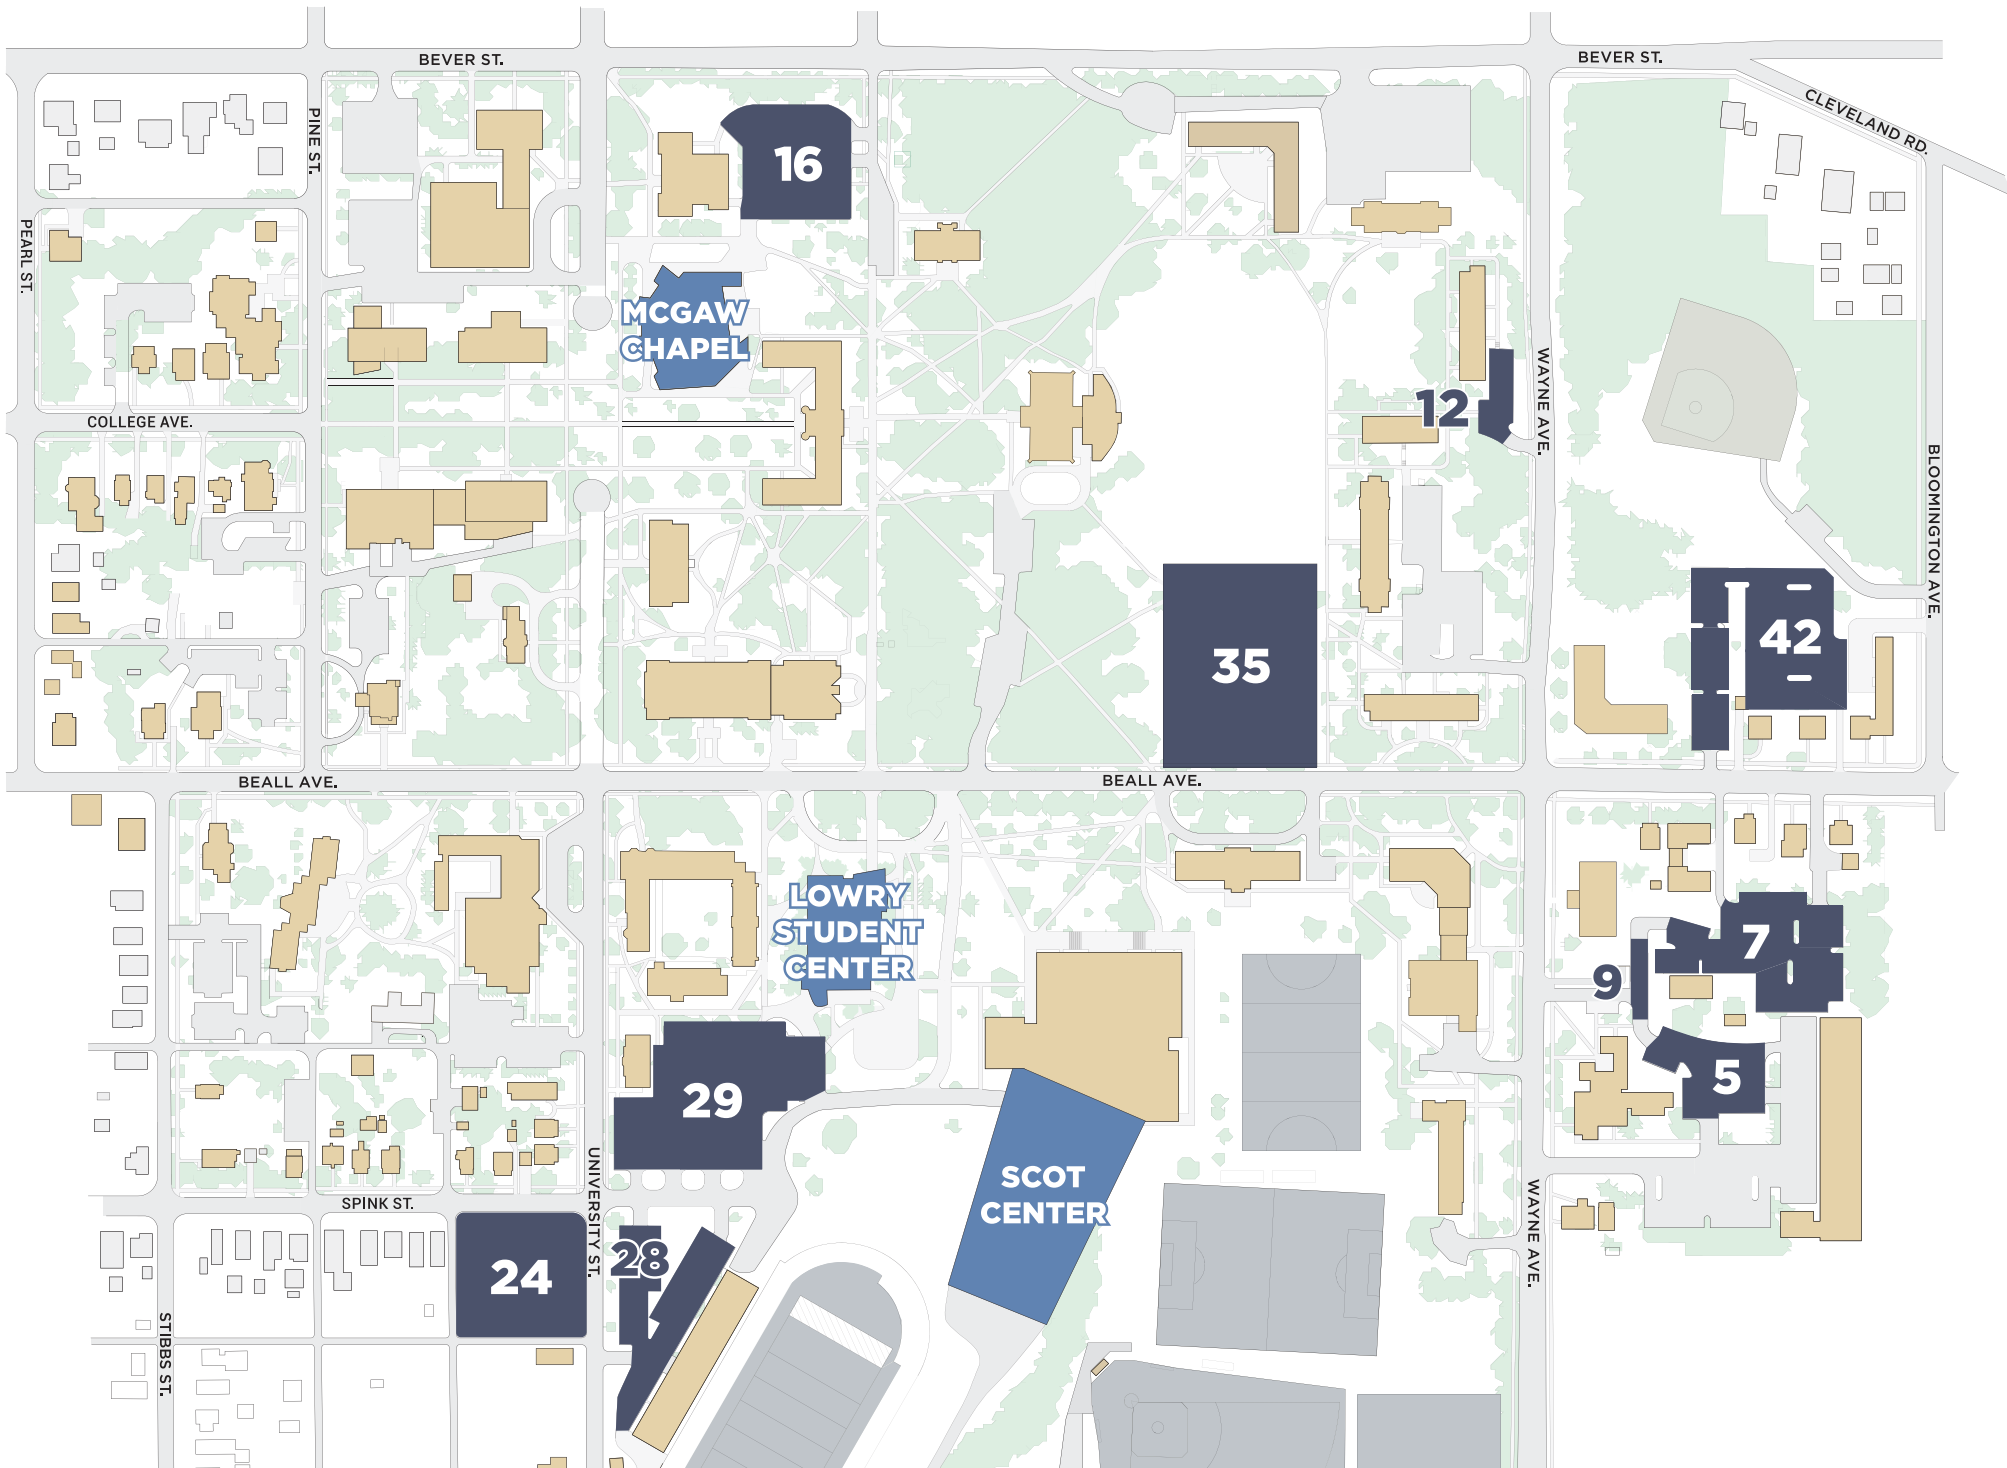 BEVER ST.
BEVER ST.
CLEVELAND RD.
PINE ST.
16
PEARL ST.
MCGAW
CHAPEL
WAYNE AVE.
12
COLLEGE AVE.
BLOOMINGTON AVE.
42
35
BEALL AVE.
BEALL AVE.
LOWRY
STUDENT
CENTER
7
9
5
29
SCOT
CENTER
UNIVERSITY ST.
SPINK ST.
WAYNE AVE.
28
24
STIBBS ST.